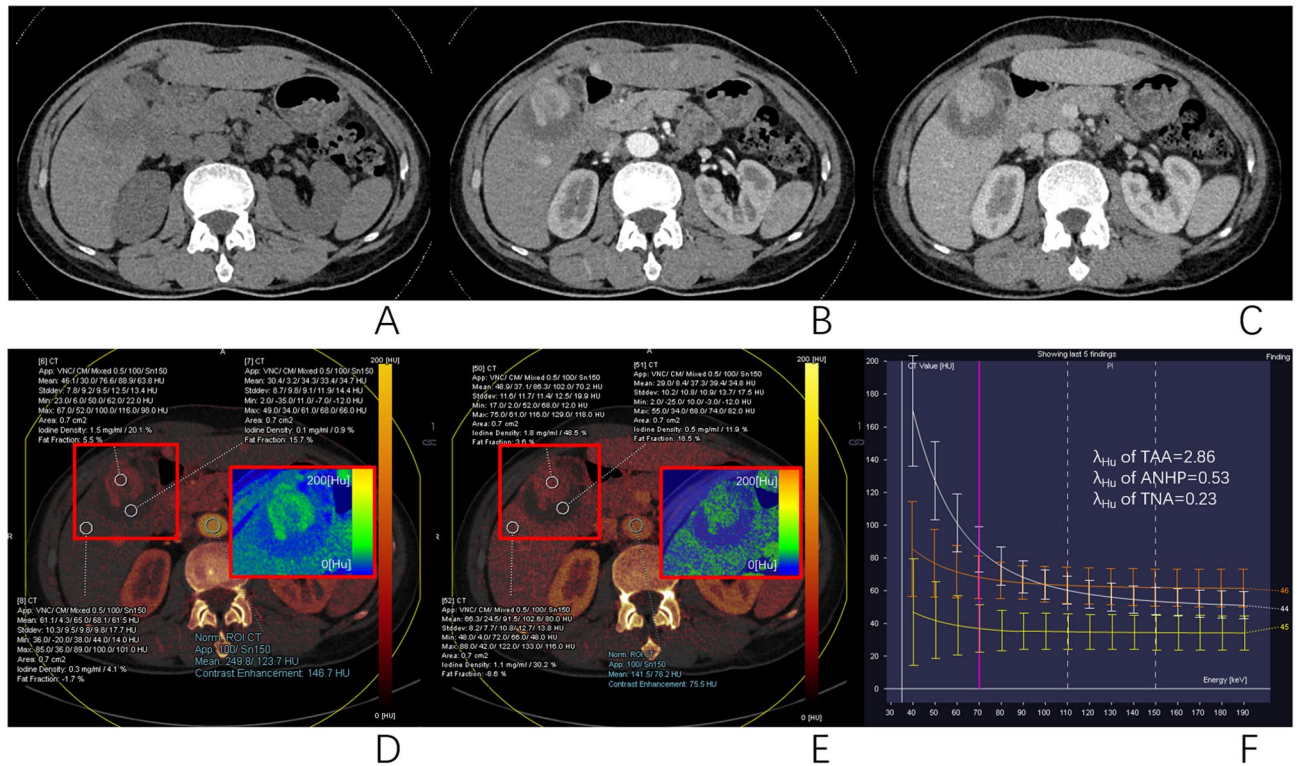 A
B
C
A
[6] CT
App: VNC/ CM/ Mixed 0.5/ 100/ Sn150
Mean: 46.1/ 30.0/ 76.6/ 88.9/ 63.8 HU
Stddev: 7.8/ 9.2/ 9.5/ 12.5/ 13.4 HU
Min: 23.0/ 6.0/ 50.0/ 62.0/ 22.0 HU
Max: 67.0/ 52.0/ 100.0/ 116.0/ 98.0 HU
Area: 0.7 cm2
Iodine Density: 1.5 mg/ml / 20.1 %
Fat Fraction: 5.5 %
[7] CT
App: VNC/ CM/ Mixed 0.5/ 100/ Sn150
Mean: 30.4/ 3.2/ 34.3/ 33.4/ 34.7 HU
Stddev: 8.7/ 9.8/ 9.1/ 11.9/ 14.4 HU
Min: 2.0/ -35.0/ 11.0/ -7.0/ -12.0 HU
Max: 49.0/ 34.0/ 61.0/ 68.0/ 66.0 HU
Area: 0.7 cm2
Iodine Density: 0.1 mg/ml / 0.9 %
Fat Fraction: 15.7 %
200 [HU]
200[Hu]
0[Hu]
R
1
[8] CT
App: VNC/ CM/ Mixed 0.5/ 100/ Sn150
Mean: 61.1/ 4.3/ 65.0/ 68.1/ 61.5 HU
Stddev: 10.3/ 9.5/ 9.8/ 9.8/ 17.7 HU
Min: 36.0/ -20.0/ 38.0/ 44.0/ 14.0 HU
Max: 85.0/ 36.0/ 89.0/ 100.0/ 101.0 HU
Area: 0.7 cm2
Iodine Density: 0.3 mg/ml / 4.1 %
Fat Fraction: -1.7 %
Norm. ROI CT
App: 100/ Sn150
Mean: 249.8/ 123.7 HU
Contrast Enhancement: 146.7 HU
0 [HU]
D
A
[50] CT
App: VNC/ CM/ Mixed 0.5/ 100/ Sn150
Mean: 48.9/ 37.1/ 86.3/ 102.0/ 70.2 HU
Stddev: 11.6/ 11.7/ 11.4/ 12.5/ 19.9 HU
Min: 17.0/ 2.0/ 52.0/ 68.0/ 12.0 HU
Max: 75.0/ 61.0/ 116.0/ 129.0/ 118.0 HU
Area: 0.7 cm2
Iodine Density: 1.8 mg/ml / 48.5 %
Fat Fraction: 3.6 %
[51] CT
App: VNC/ CM/ Mixed 0.5/ 100/ Sn150
Mean: 29.0/ 8.4/ 37.3/ 39.4/ 34.8 HU
Stddev: 10.2/ 10.8/ 10.9/ 13.7/ 17.5 HU
Min: 2.0/ -25.0/ 10.0/ -3.0/ -12.0 HU
Max: 55.0/ 34.0/ 68.0/ 74.0/ 82.0 HU
Area: 0.7 cm2
Iodine Density: 0.5 mg/ml / 11.9 %
Fat Fraction: 18.5 %
200 [HU]
200[Hu]
0[Hu]
R
1
[52] CT
App: VNC/ CM/ Mixed 0.5/ 100/ Sn150
Mean: 66.3/ 24.5/ 91.5/ 102.6/ 80.0 HU
Stddev: 8.2/ 7.7/ 10.8/ 12.7/ 13.8 HU
Min: 48.0/ 4.0/ 72.0/ 66.0/ 48.0 HU
Max: 88.0/ 42.0/ 122.0/ 133.0/ 116.0 HU
Area: 0.7 cm2
Iodine Density: 1.1 mg/ml / 30.2 %
Fat Fraction: -8.6 %
Norm. ROI CT
App: 100/ Sn150
Mean: 141.5/ 78.2 HU
Contrast Enhancement: 75.5 HU
0 [HU]
E
Showing last 5 findings
Finding
CT Value [HU]
PI
200
180
160
140
120
100
80
60
40
20
0
λHu of TAA=2.86
λHu of ANHP=0.53
λHu of TNA=0.23
46
44
45
Energy [keV]
30 40 50 60 70 80 90 100 110 120 130 140 150 160 170 180 190
F